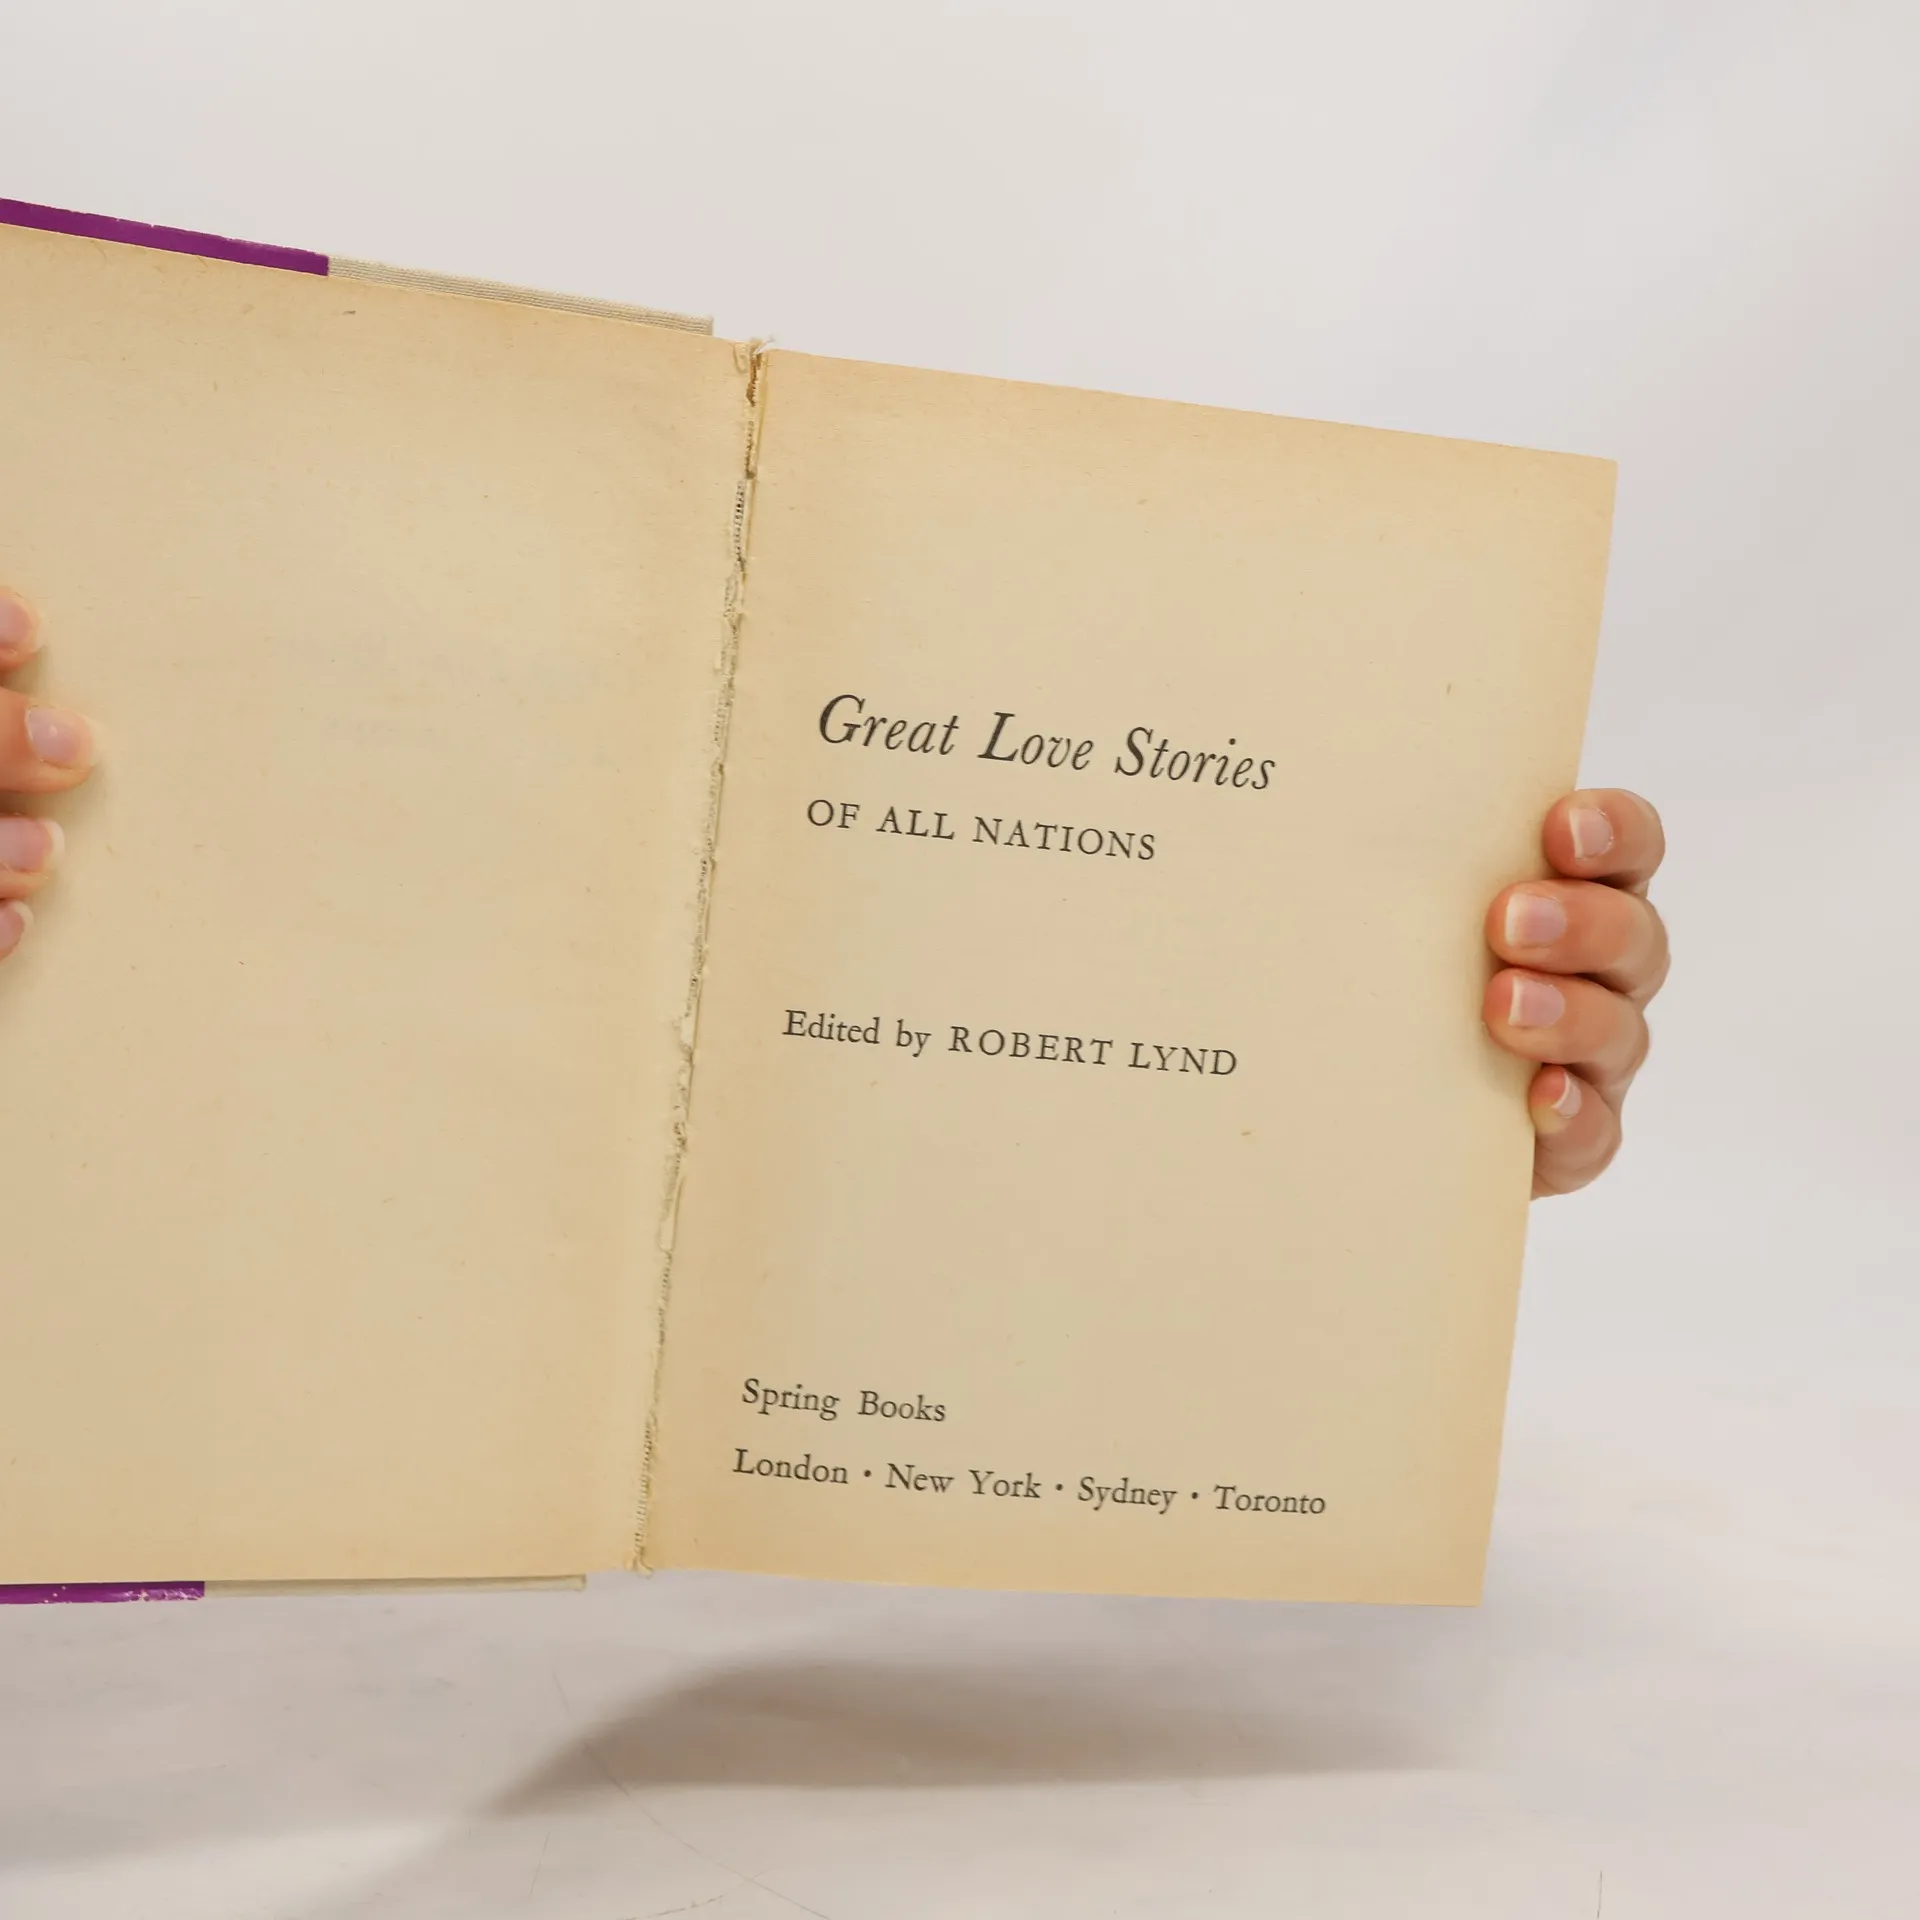 Great Love Stories
OF ALL NATIONS
Edited by ROBERT LYND
Spring Books
London · New York · Sydney · Toronto